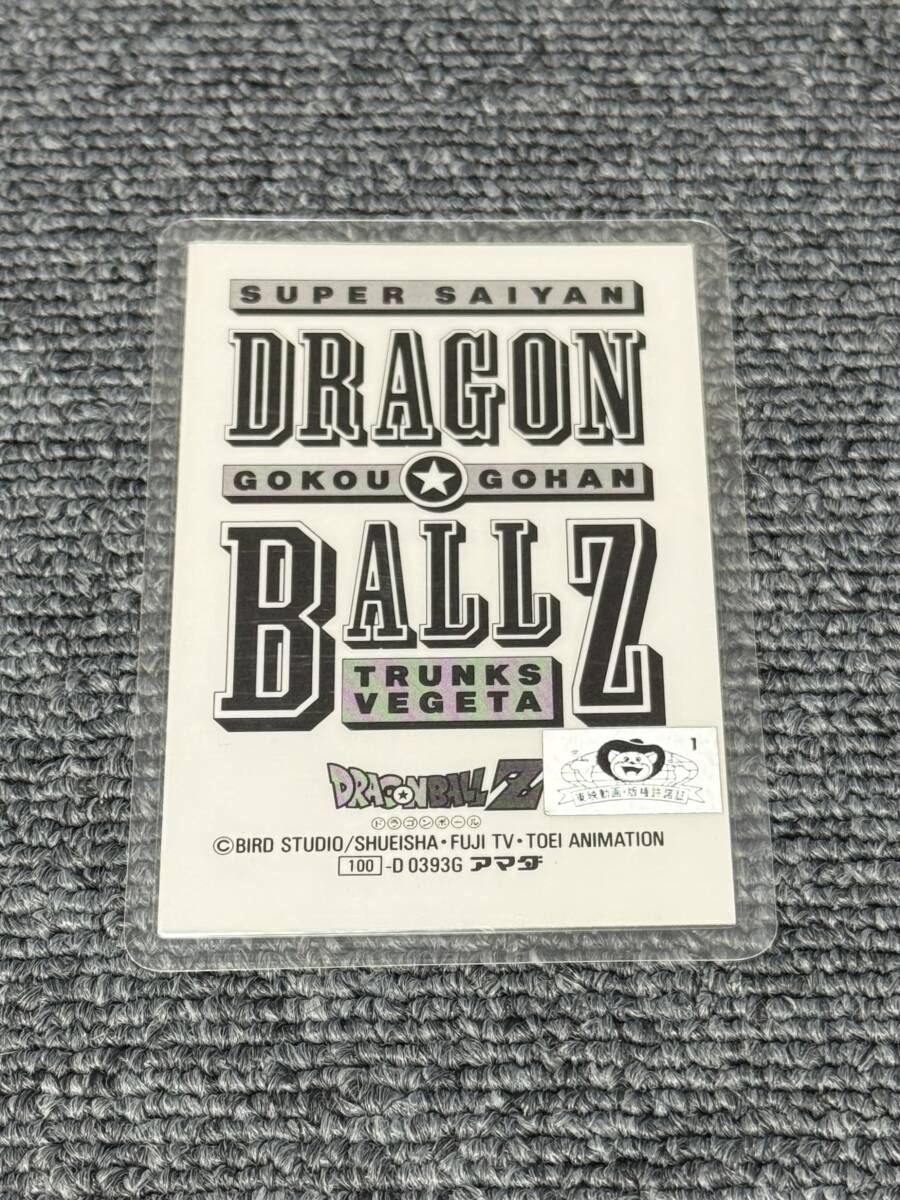 SUPER SAIYAN
DRAGON
GOKOU ★ GOHAN
BALL Z
TRUNKS
VEGETA
1
東映動画・版権許諾証
DRAGONBALL Z
ドラゴンボール
©BIRD STUDIO/SHUEISHA・FUJI TV・TOEI ANIMATION
100 -D 0393G アマダ